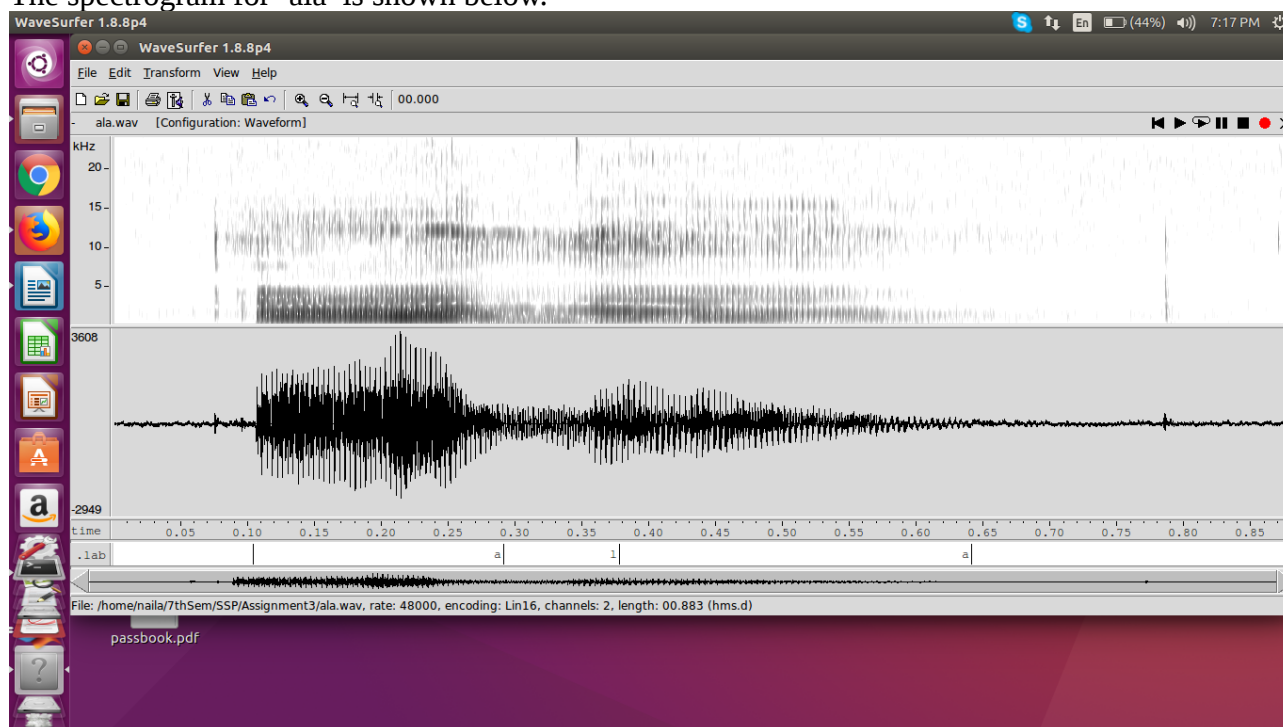 The spectrogram for 'ala' is shown below.
WaveSurfer 1.8.8p4
En (44%) 7:17 PM
WaveSurfer 1.8.8p4
File Edit Transform View Help
00.000
- ala.wav [Configuration: Waveform]
kHz
20
15
10
5
3608
-2949
time 0.05 0.10 0.15 0.20 0.25 0.30 0.35 0.40 0.45 0.50 0.55 0.60 0.65 0.70 0.75 0.80 0.85
.lab a l a
File: /home/naila/7thSem/SSP/Assignment3/ala.wav, rate: 48000, encoding: Lin16, channels: 2, length: 00.883 (hms.d)
passbook.pdf